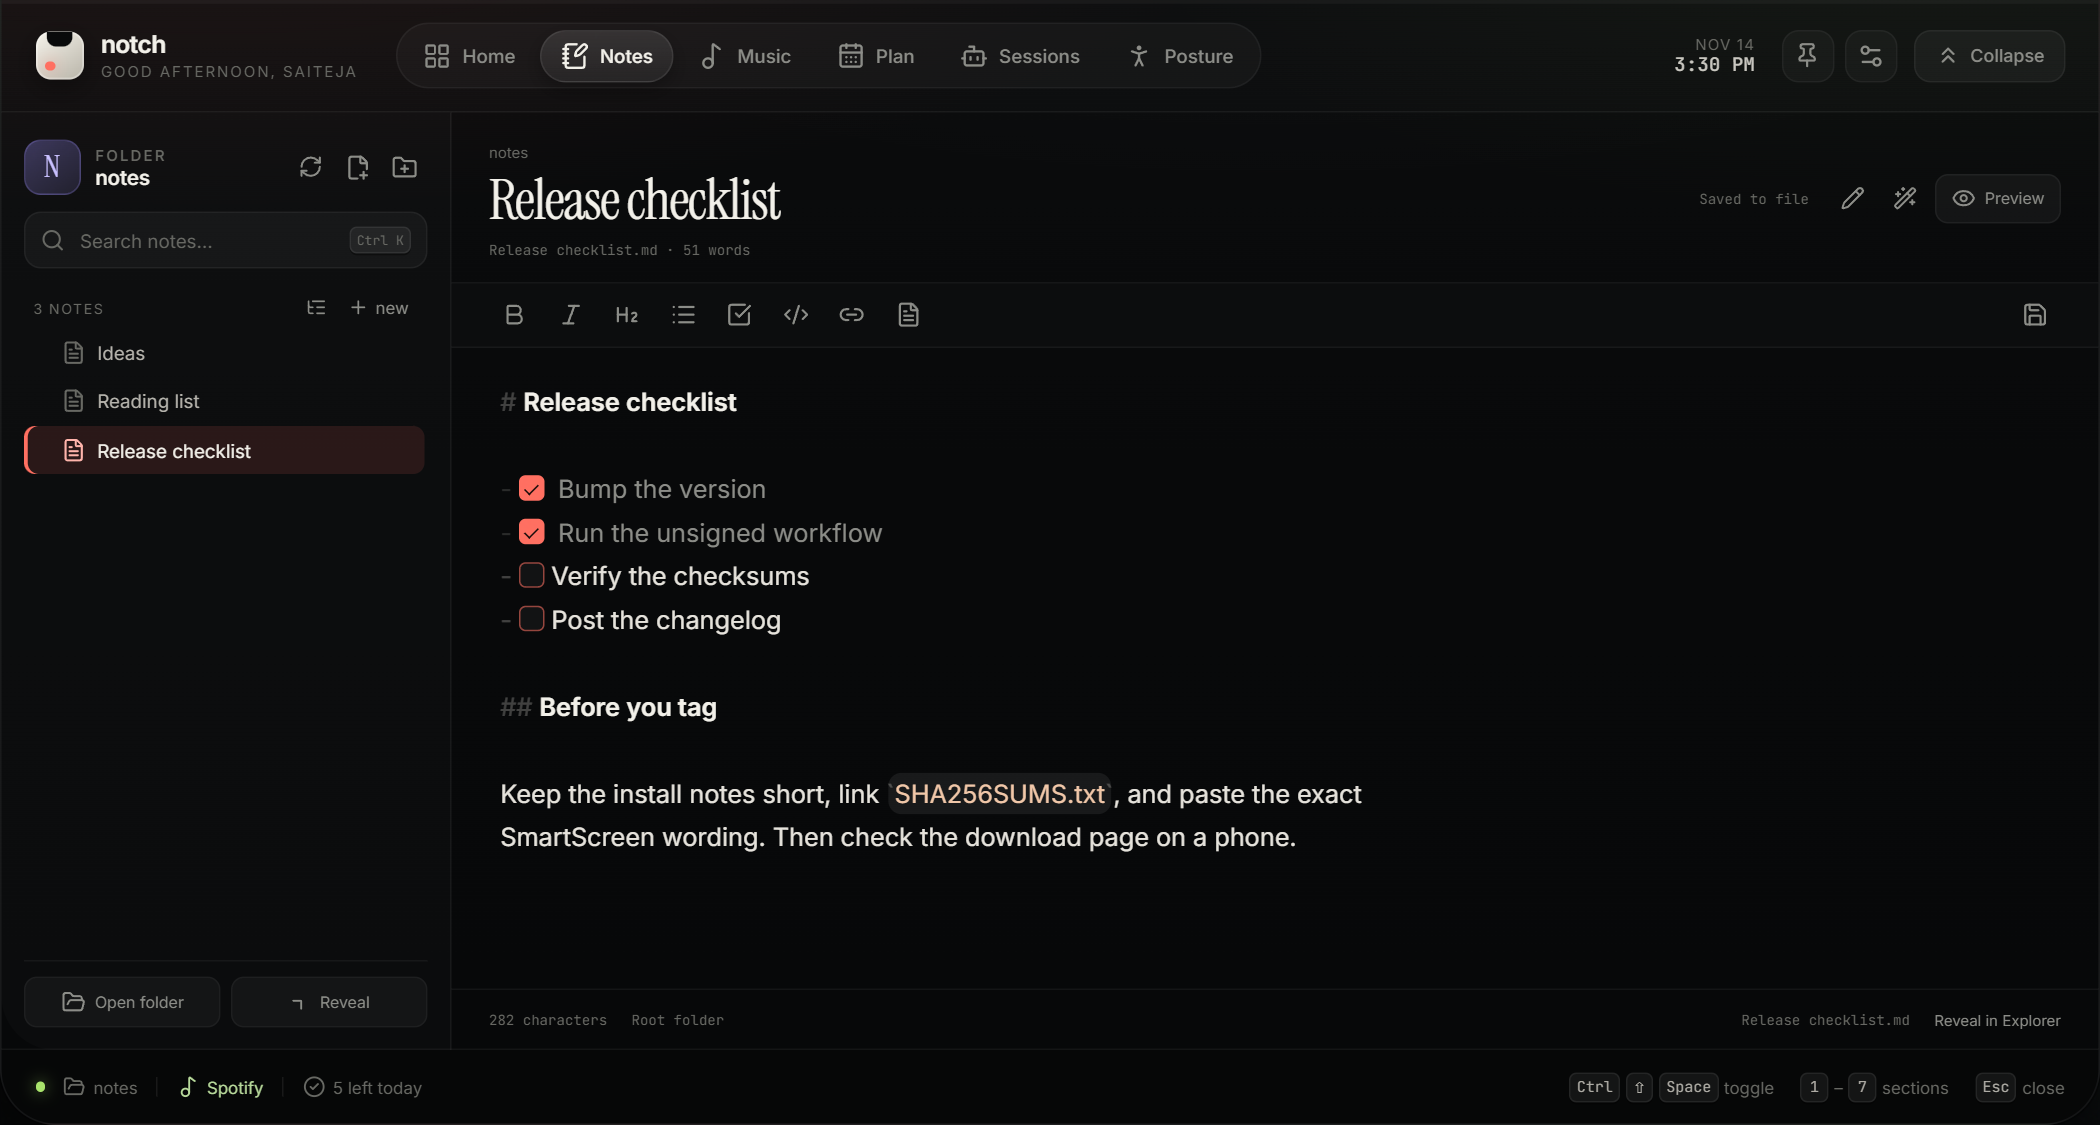 notch
GOOD AFTERNOON, SAITEJA
Home
Notes
Music
Plan
Sessions
Posture
NOV 14
3:30 PM
Collapse
N
FOLDER
notes
Search notes...
Ctrl K
3 NOTES
new
Ideas
Reading list
Release checklist
Open folder
Reveal
notes
Release checklist
Release checklist.md · 51 words
Saved to file
Preview
B I H2
# Release checklist
- Bump the version
- Run the unsigned workflow
- Verify the checksums
- Post the changelog
## Before you tag
Keep the install notes short, link `SHA256SUMS.txt`, and paste the exact
SmartScreen wording. Then check the download page on a phone.
282 characters Root folder
Release checklist.md Reveal in Explorer
notes
Spotify
5 left today
Ctrl ⇧ Space toggle
1 – 7 sections
Esc close